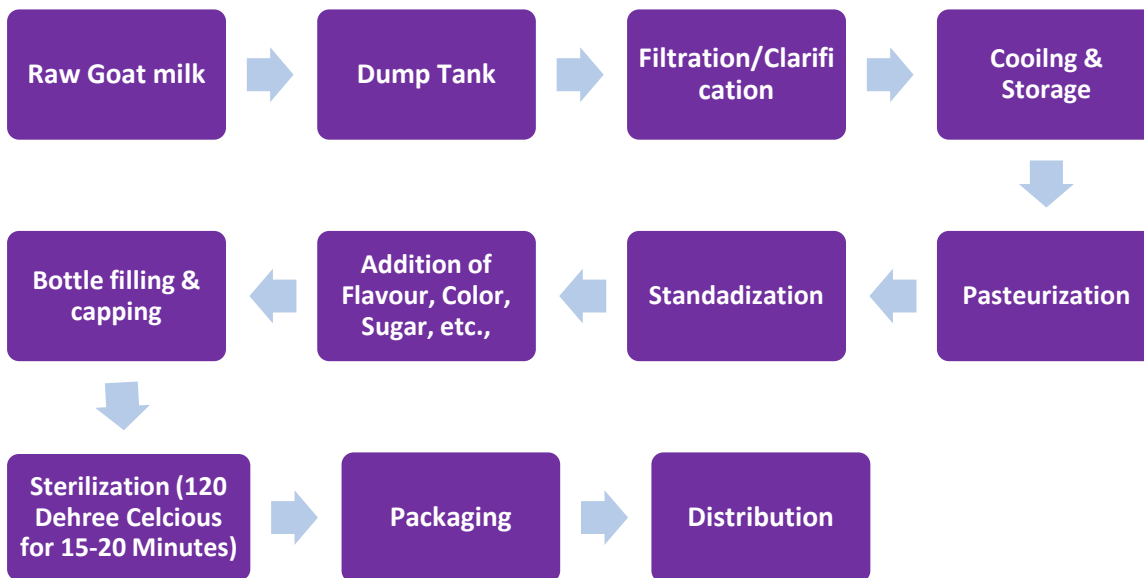 Raw Goat milk
Dump Tank
Filtration/Clarifi
cation
Cooilng &
Storage
Pasteurization
Standadization
Addition of
Flavour, Color,
Sugar, etc.,
Bottle filling &
capping
Sterilization (120
Dehree Celcious
for 15-20 Minutes)
Packaging
Distribution